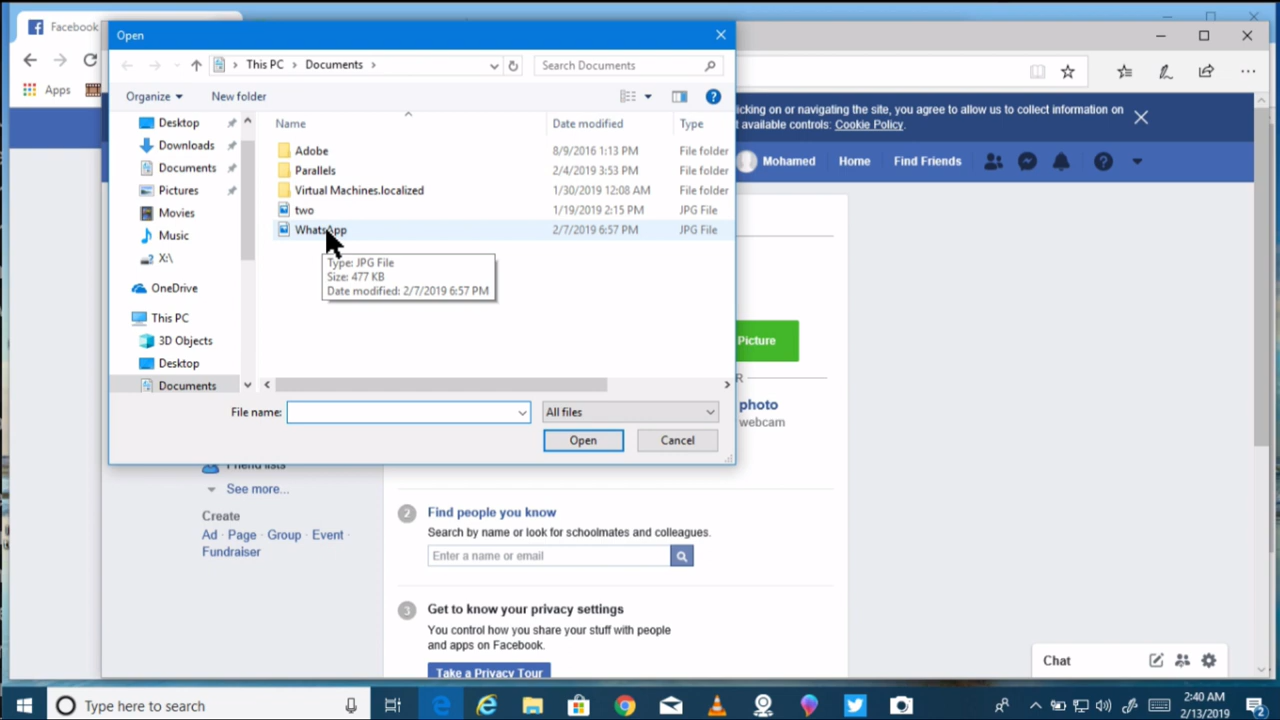 Facebook
Open
This PC
Documents
Search Documents
Apps
Organize
New folder
Name
Date modified
Type
Desktop
Downloads
Documents
Pictures
Movies
Music
X:\
OneDrive
This PC
3D Objects
Desktop
Documents
Adobe 8/9/2016 1:13 PM File folder
Parallels 2/4/2019 3:53 PM File folder
Virtual Machines.localized 1/30/2019 12:08 AM File folder
two 1/19/2019 2:15 PM JPG File
WhatsApp 2/7/2019 6:57 PM JPG File
Type: JPG File
Size: 477 KB
Date modified: 2/7/2019 6:57 PM
File name:
All files
Open
Cancel
licking on or navigating the site, you agree to allow us to collect information on
t available controls: Cookie Policy.
Mohamed
Home
Find Friends
Picture
R
photo
webcam
Friend lists
See more...
Create
Ad · Page · Group · Event ·
Fundraiser
2
Find people you know
Search by name or look for schoolmates and colleagues.
Enter a name or email
3
Get to know your privacy settings
You control how you share your stuff with people
and apps on Facebook.
Take a Privacy Tour
Chat
Type here to search
2:40 AM
2/13/2019
2